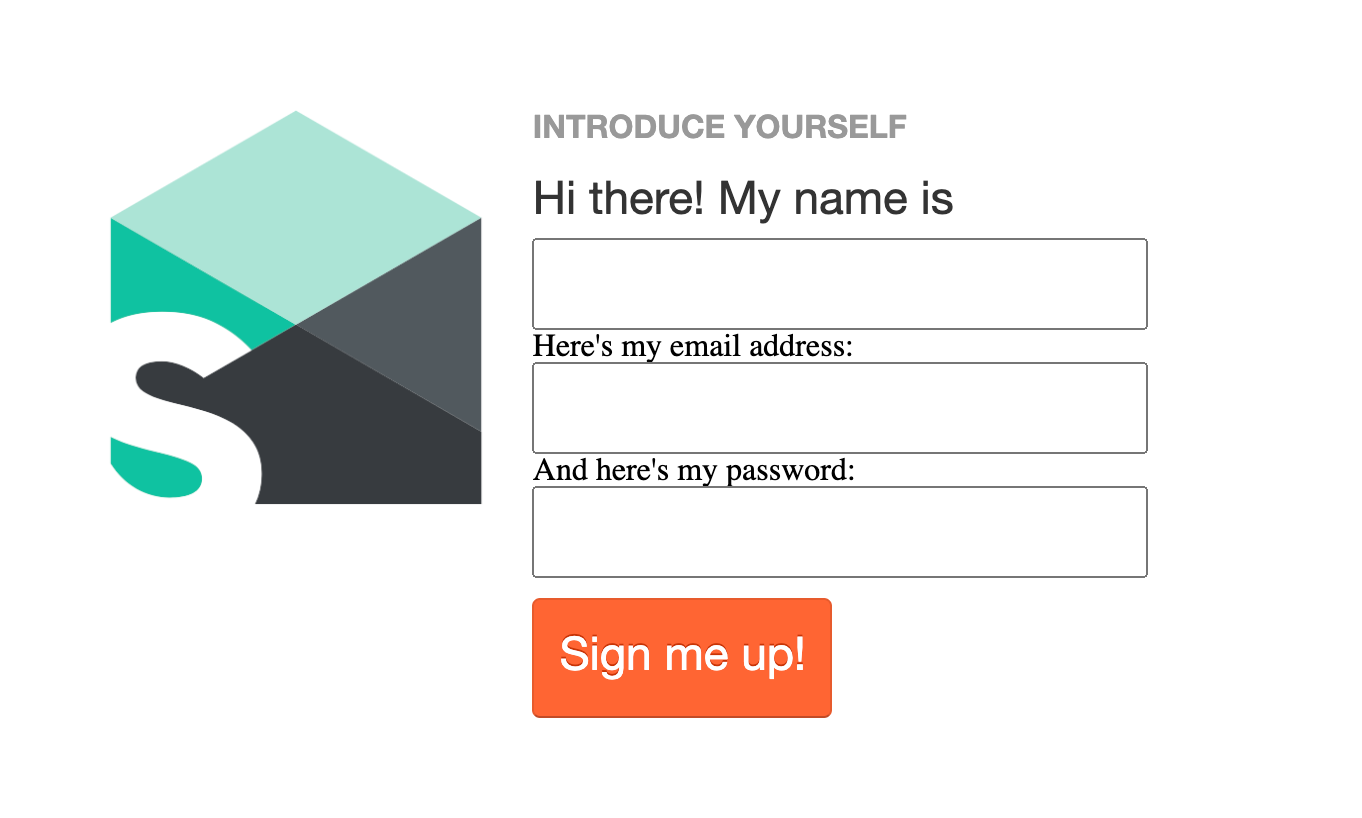 INTRODUCE YOURSELF
Hi there! My name is
Here's my email address:
And here's my password:
Sign me up!
S